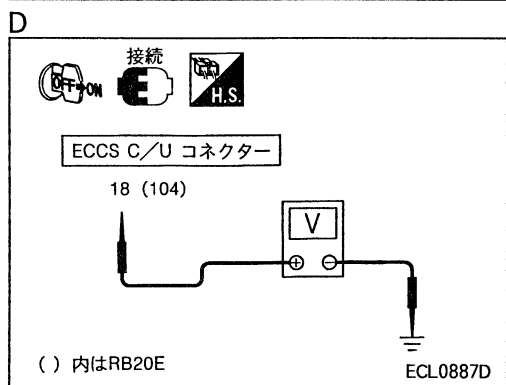 D
接続
OFF⇒ON
H.S.
ECCS C／U コネクター
18 (104)
V
⊕ ⊖
( ) 内はRB20E
ECL0887D